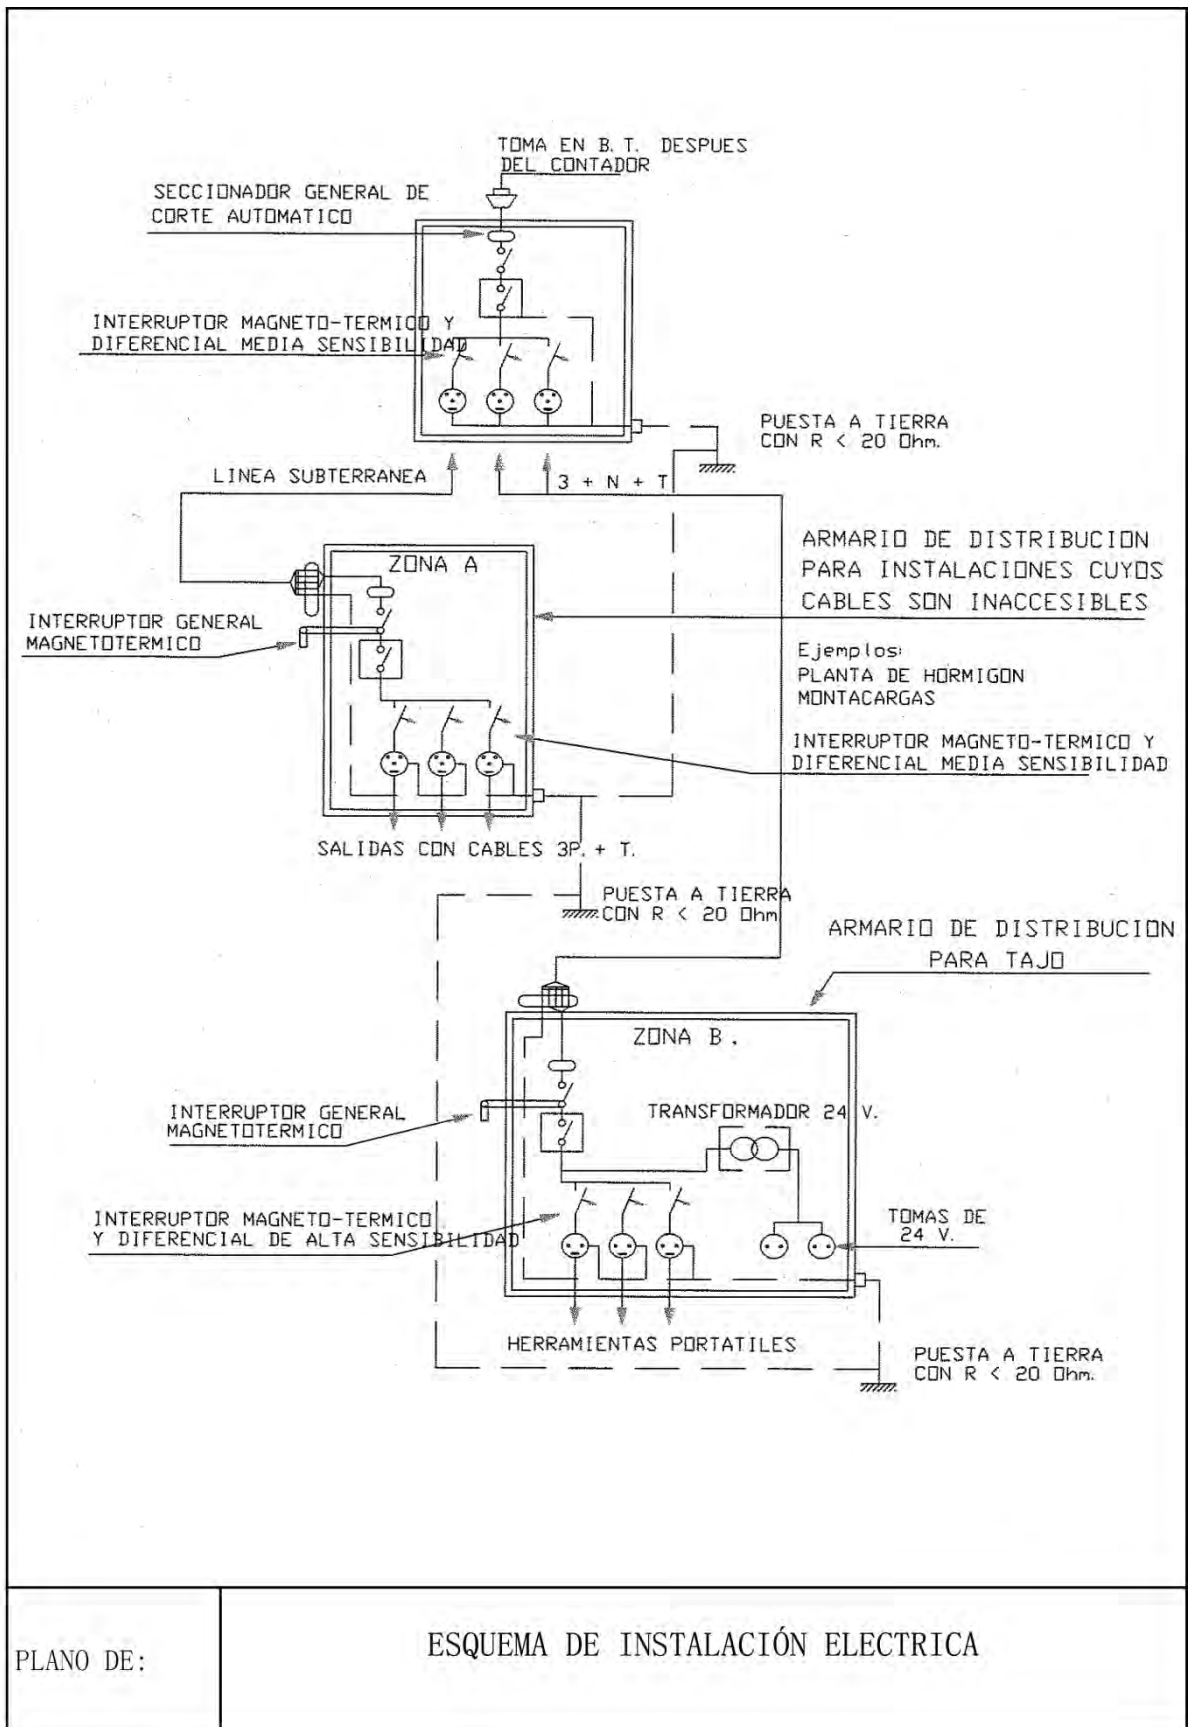 TOMA EN B. T. DESPUES
DEL CONTADOR
SECCIONADOR GENERAL DE
CORTE AUTOMATICO
INTERRUPTOR MAGNETO-TERMICO Y
DIFERENCIAL MEDIA SENSIBILIDAD
PUESTA A TIERRA
CON R < 20 Ohm.
LINEA SUBTERRANEA
3 + N + T
ZONA A
ARMARIO DE DISTRIBUCION
PARA INSTALACIONES CUYOS
CABLES SON INACCESIBLES
INTERRUPTOR GENERAL
MAGNETOTERMICO
Ejemplos:
PLANTA DE HORMIGON
MONTACARGAS
INTERRUPTOR MAGNETO-TERMICO Y
DIFERENCIAL MEDIA SENSIBILIDAD
SALIDAS CON CABLES 3P. + T.
PUESTA A TIERRA
CON R < 20 Ohm
ARMARIO DE DISTRIBUCION
PARA TAJO
ZONA B .
INTERRUPTOR GENERAL
MAGNETOTERMICO
TRANSFORMADOR 24 V.
INTERRUPTOR MAGNETO-TERMICO
Y DIFERENCIAL DE ALTA SENSIBILIDAD
TOMAS DE
24 V.
HERRAMIENTAS PORTATILES
PUESTA A TIERRA
CON R < 20 Ohm.
PLANO DE:
ESQUEMA DE INSTALACIÓN ELECTRICA